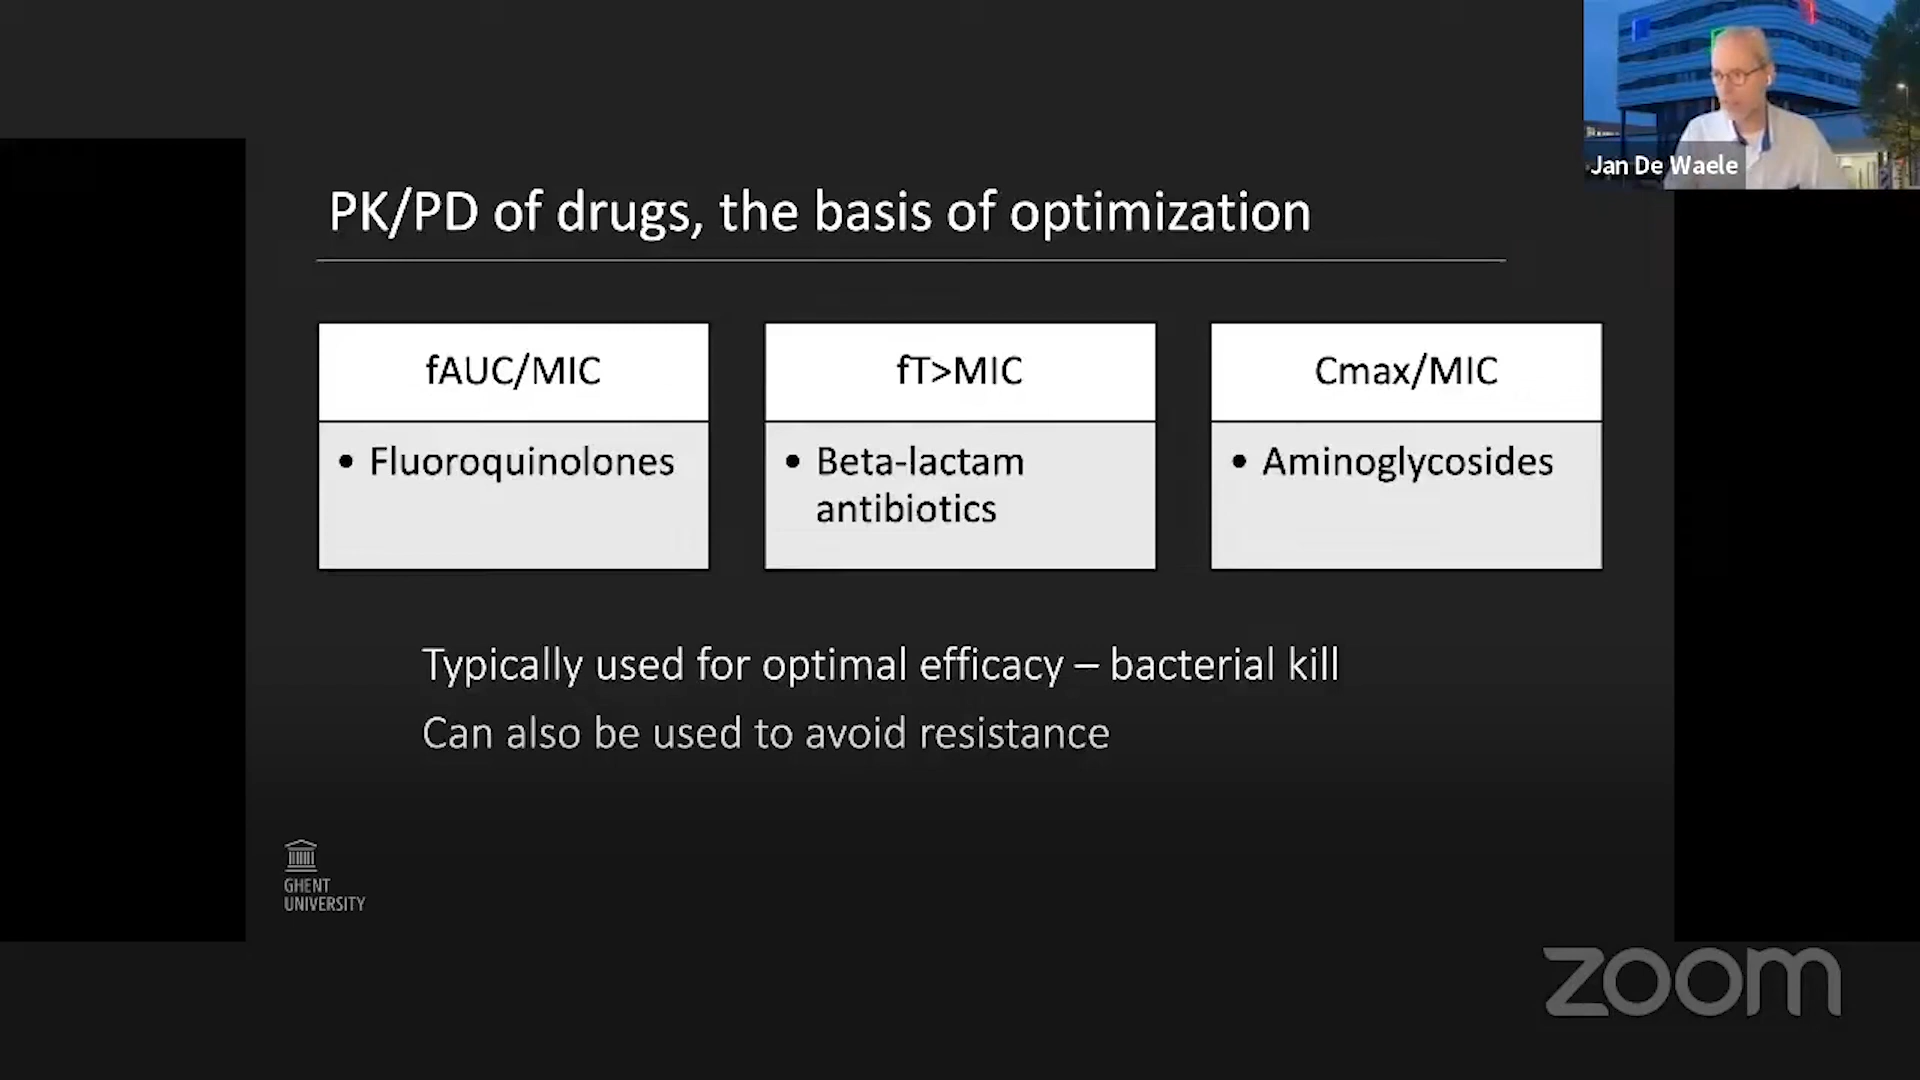 Jan De Waele
PK/PD of drugs, the basis of optimization
fAUC/MIC
• Fluoroquinolones
fT>MIC
• Beta-lactam
antibiotics
Cmax/MIC
• Aminoglycosides
Typically used for optimal efficacy – bacterial kill
Can also be used to avoid resistance
GHENT
UNIVERSITY
zoom